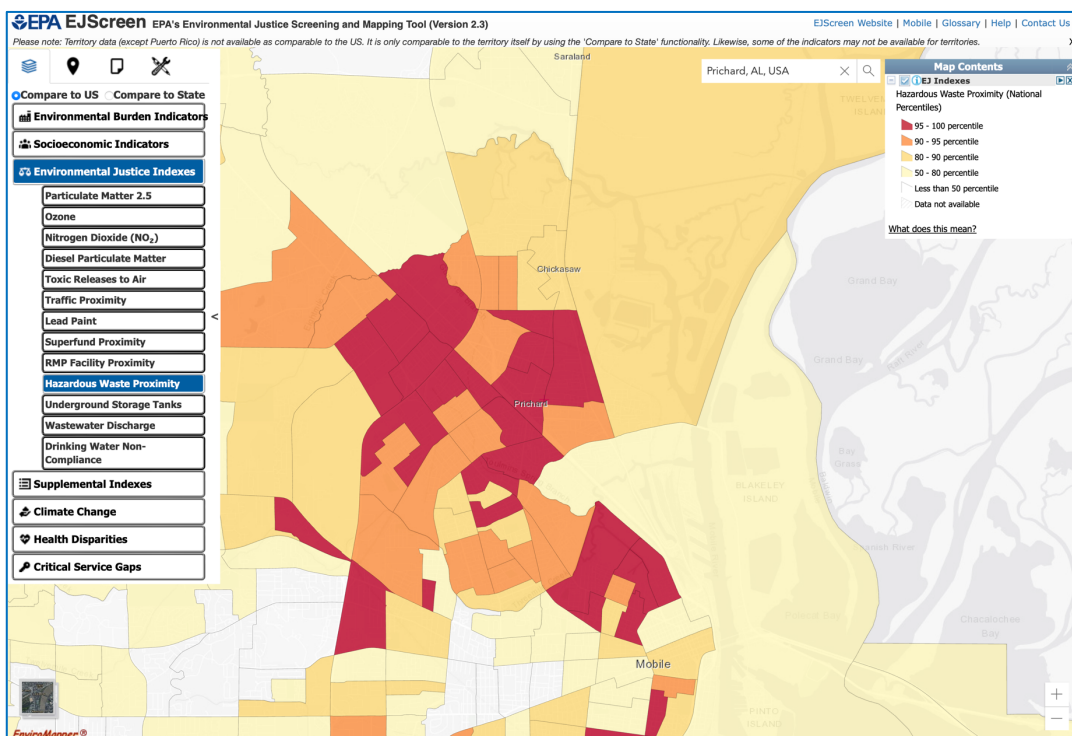 EPA EJScreen EPA's Environmental Justice Screening and Mapping Tool (Version 2.3)
EJScreen Website | Mobile | Glossary | Help | Contact Us
Please note: Territory data (except Puerto Rico) is not available as comparable to the US. It is only comparable to the territory itself by using the 'Compare to State' functionality. Likewise, some of the indicators may not be available for territories.
Compare to US Compare to State
Environmental Burden Indicators
Socioeconomic Indicators
Environmental Justice Indexes
Particulate Matter 2.5
Ozone
Nitrogen Dioxide (NO₂)
Diesel Particulate Matter
Toxic Releases to Air
Traffic Proximity
Lead Paint
Superfund Proximity
RMP Facility Proximity
Hazardous Waste Proximity
Underground Storage Tanks
Wastewater Discharge
Drinking Water Non-
Compliance
Supplemental Indexes
Climate Change
Health Disparities
Critical Service Gaps
<
EnviroMapper®
Prichard, AL, USA
Map Contents
EJ Indexes
Hazardous Waste Proximity (National
Percentiles)
95 - 100 percentile
90 - 95 percentile
80 - 90 percentile
50 - 80 percentile
Less than 50 percentile
Data not available
What does this mean?
Saraland
Chickasaw
Grand Bay
Grand Bay
Prichard
Bay
Grass
BLAKELEY
ISLAND
Spanish River
Chacaloochee
Bay
Mobile
PINTO
ISLAND
+
−